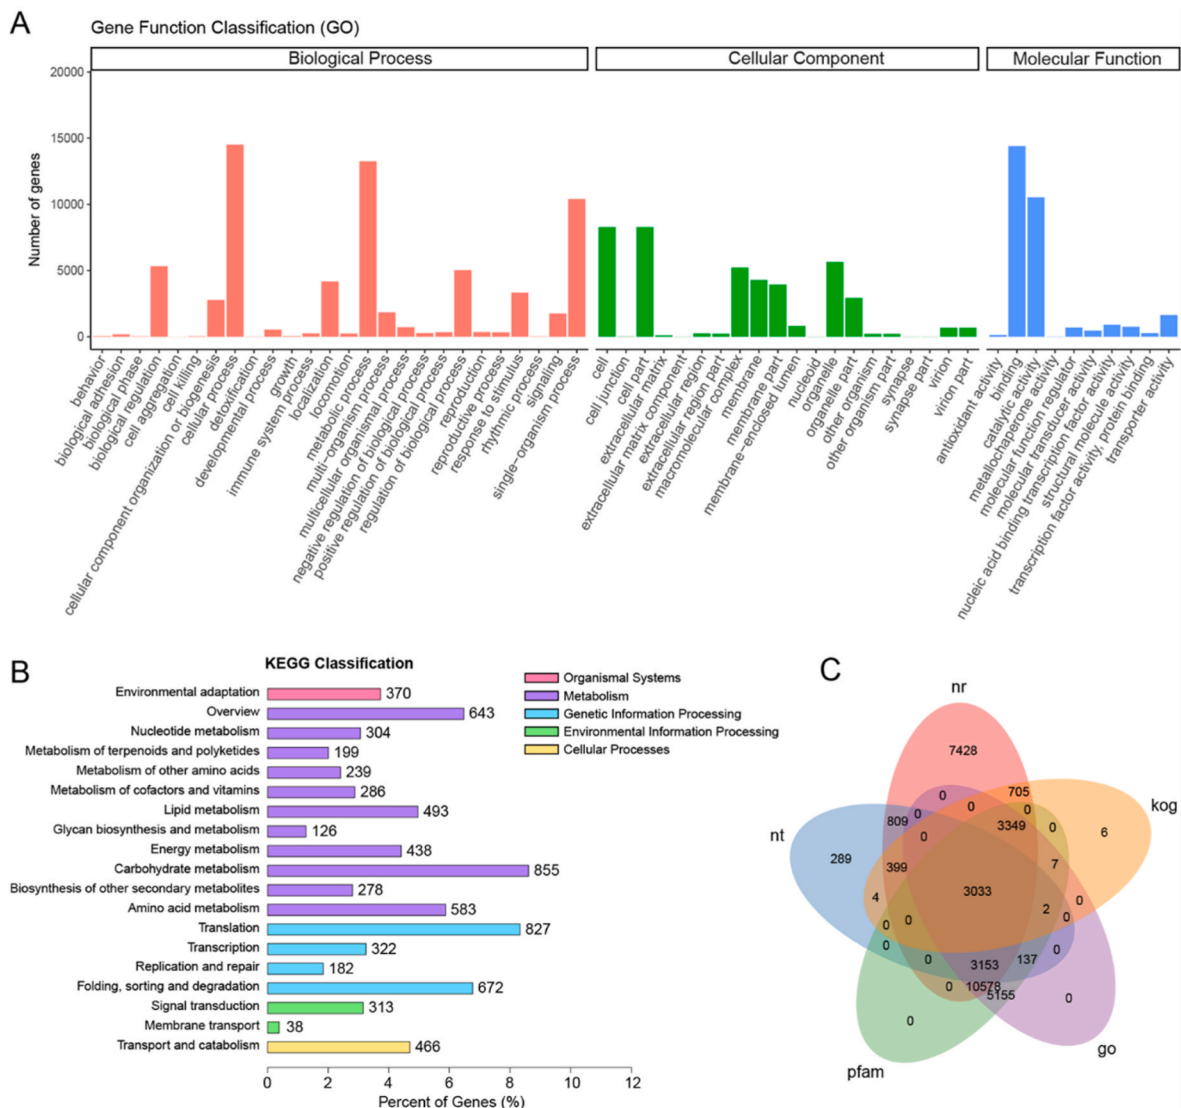 A
Gene Function Classification (GO)
Biological Process
Cellular Component
Molecular Function
Number of genes
20000
15000
10000
5000
0
behavior
biological adhesion
biological phase
biological regulation
cell aggregation
cell killing
cellular component organization or biogenesis
cellular process
detoxification
developmental process
growth
immune system process
localization
locomotion
metabolic process
multi−organism process
multicellular organismal process
negative regulation of biological process
positive regulation of biological process
regulation of biological process
reproduction
reproductive process
response to stimulus
rhythmic process
signaling
single−organism process
cell
cell junction
cell part
extracellular matrix
extracellular matrix component
extracellular region
extracellular region part
macromolecular complex
membrane
membrane part
membrane−enclosed lumen
nucleoid
organelle
organelle part
other organism
other organism part
synapse
synapse part
virion
virion part
antioxidant activity
binding
catalytic activity
metallochaperone activity
molecular function regulator
molecular transducer activity
nucleic acid binding transcription factor activity
structural molecule activity
transcription factor activity, protein binding
transporter activity
B
KEGG Classification
Environmental adaptation 370
Overview 643
Nucleotide metabolism 304
Metabolism of terpenoids and polyketides 199
Metabolism of other amino acids 239
Metabolism of cofactors and vitamins 286
Lipid metabolism 493
Glycan biosynthesis and metabolism 126
Energy metabolism 438
Carbohydrate metabolism 855
Biosynthesis of other secondary metabolites 278
Amino acid metabolism 583
Translation 827
Transcription 322
Replication and repair 182
Folding, sorting and degradation 672
Signal transduction 313
Membrane transport 38
Transport and catabolism 466
0 2 4 6 8 10 12
Percent of Genes (%)
Organismal Systems
Metabolism
Genetic Information Processing
Environmental Information Processing
Cellular Processes
C
nr
7428
kog
nt
705
0
0
0
809
0
3349
0
6
0
289
399
7
4
3033
2
0
0
0
0
0
0
3153
137
0
0
10578
5155
0
0
pfam
go